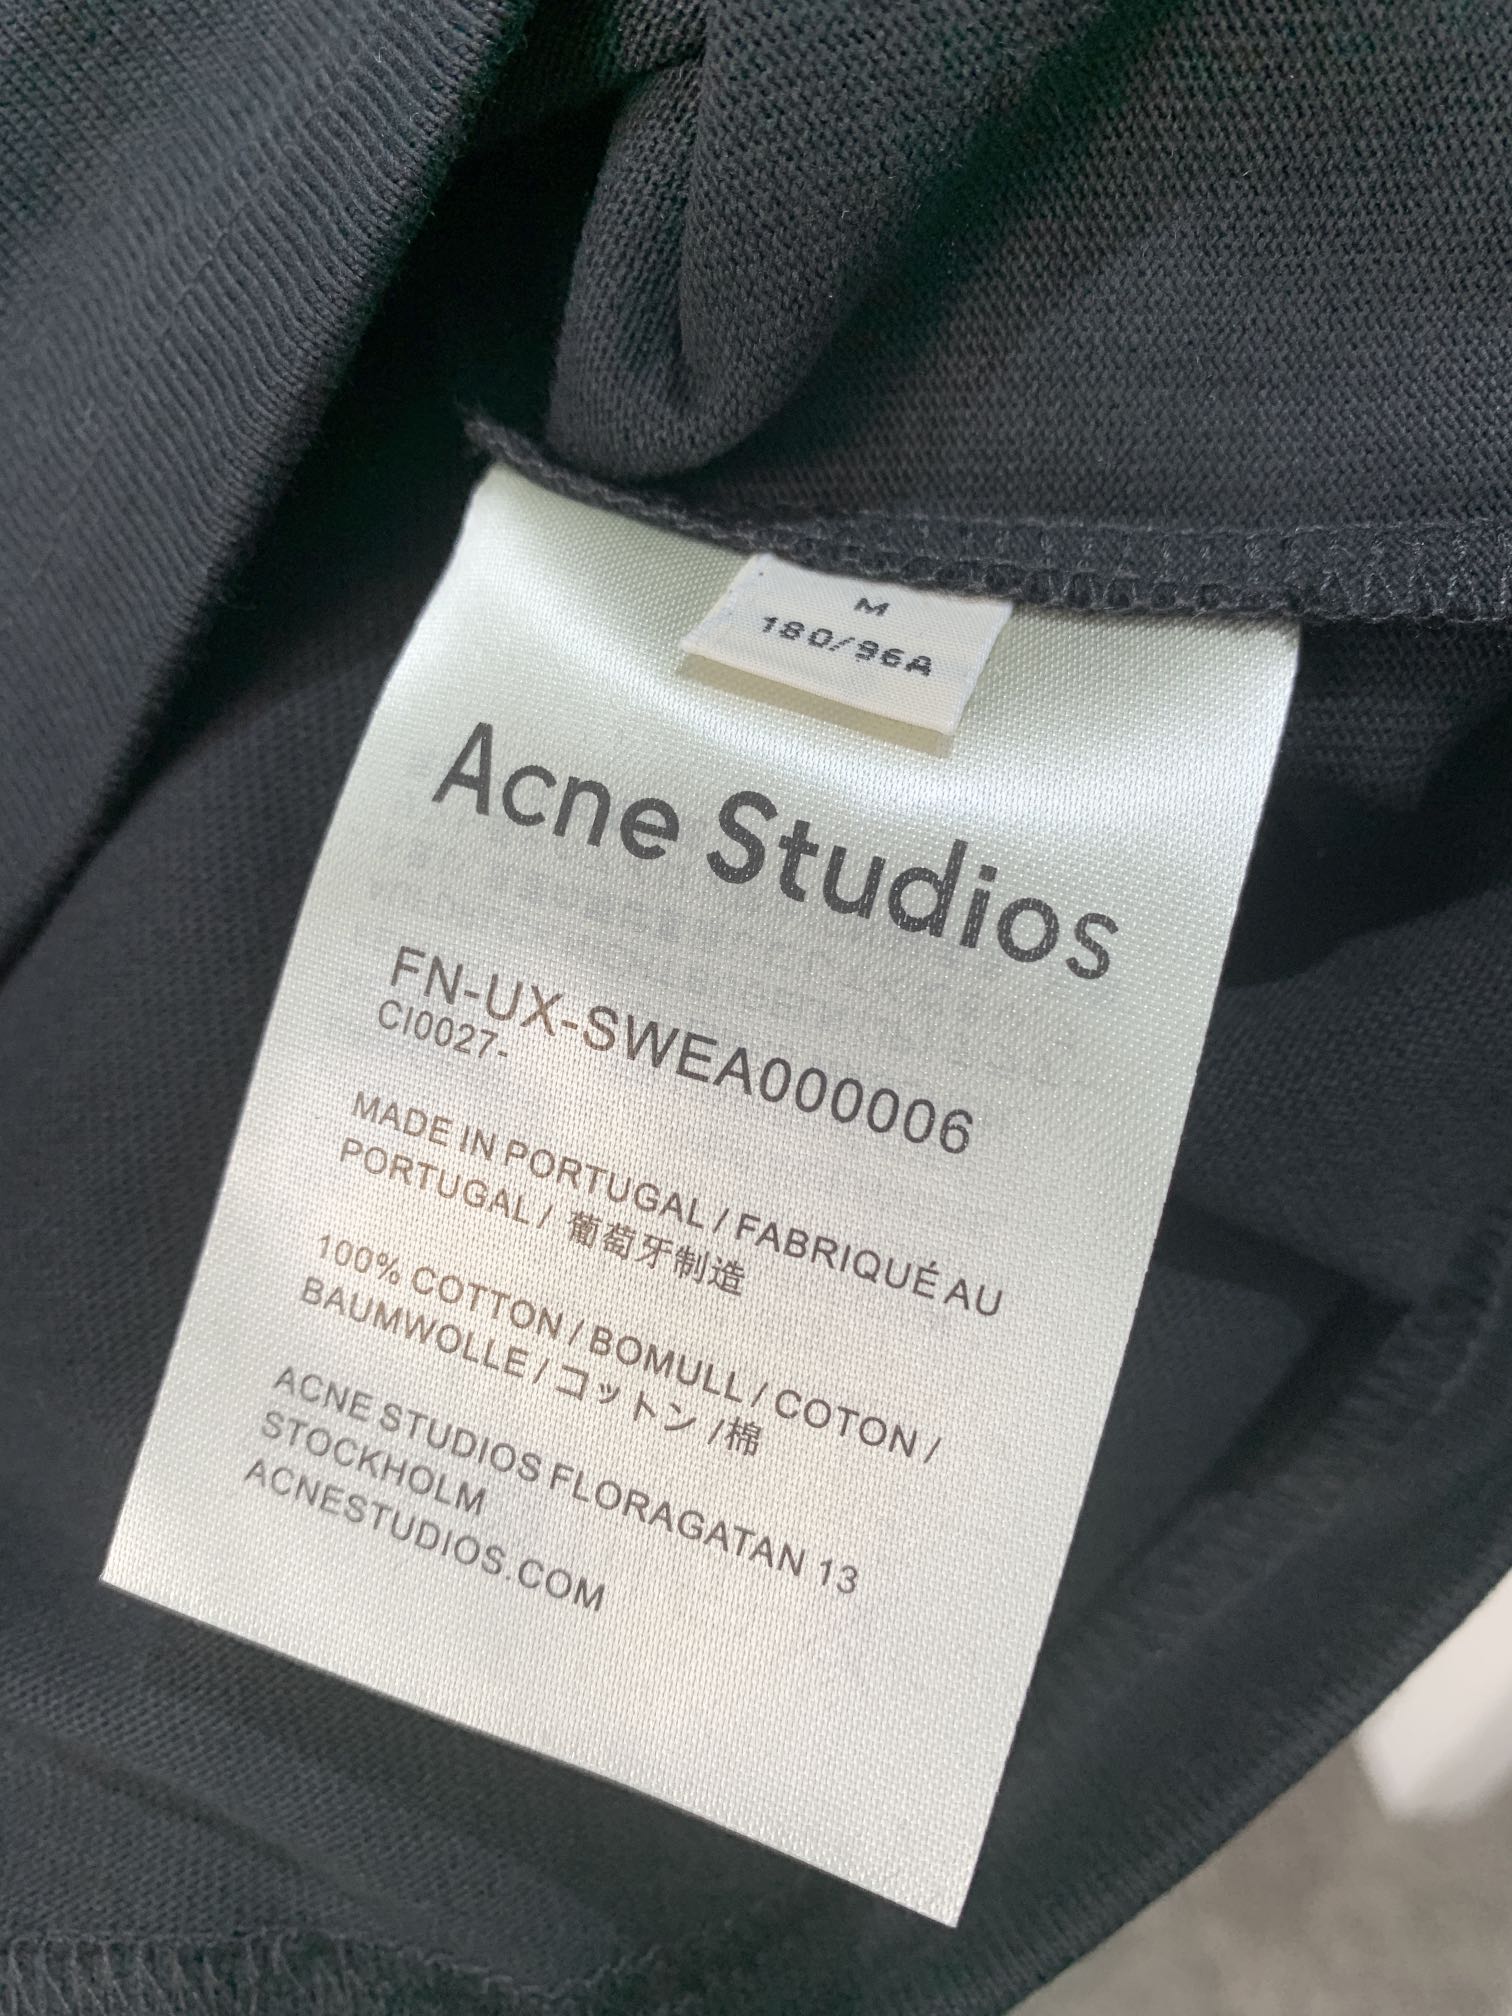 M
180/96A
Acne Studios
FN-UX-SWEA000006
CI0027-
MADE IN PORTUGAL / FABRIQUÉ AU
PORTUGAL / 葡萄牙制造
100% COTTON / BOMULL / COTON /
BAUMWOLLE / コットン /棉
ACNE STUDIOS FLORAGATAN 13
STOCKHOLM
ACNESTUDIOS.COM